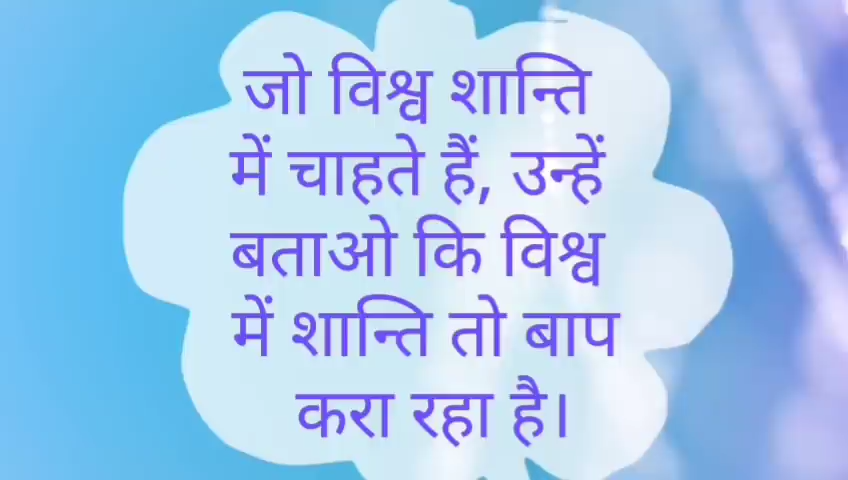 जो विश्व शान्ति
में चाहते हैं, उन्हें
बताओ कि विश्व
में शान्ति तो बाप
करा रहा है।